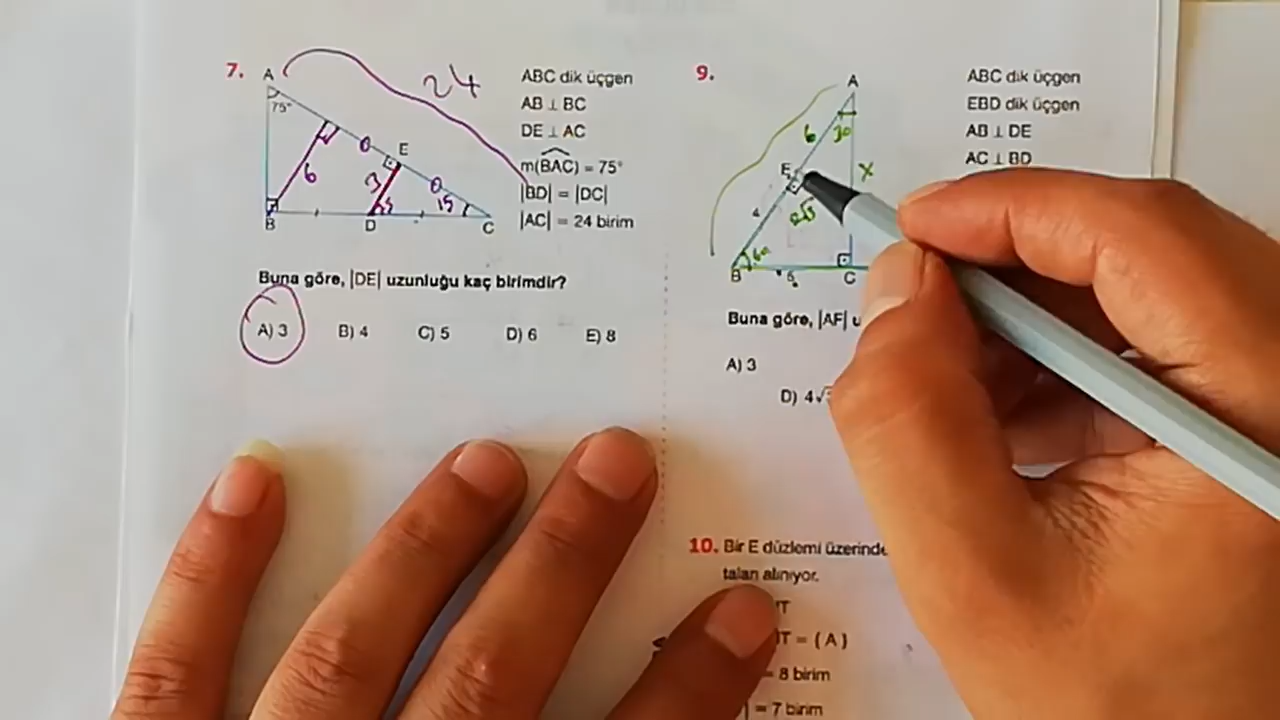 7.
A
24
75°
6
E
3
15
B
D
C
ABC dik üçgen
AB ⊥ BC
DE ⊥ AC
m(BAC) = 75°
|BD| = |DC|
|AC| = 24 birim
Buna göre, |DE| uzunluğu kaç birimdir?
A) 3 B) 4 C) 5 D) 6 E) 8
9.
A
6
30
E
x
60
B
6
C
ABC dik üçgen
EBD dik üçgen
AB ⊥ DE
AC ⊥ BD
Buna göre, |AF| u
A) 3
D) 4√
10. Bir E düzlemi üzerinde
talan alınıyor.
= (A)
= 8 birim
= 7 birim